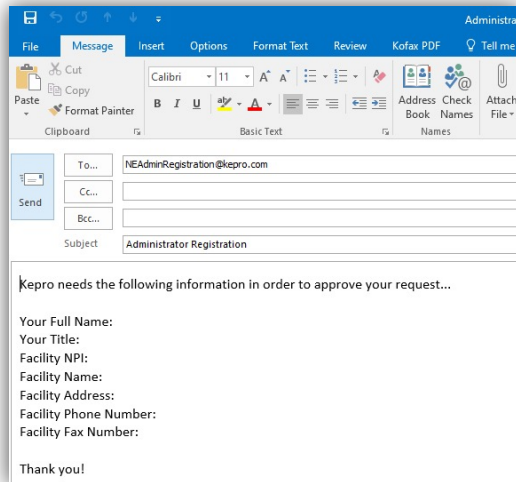 Administra
File Message Insert Options Format Text Review Kofax PDF Tell me
Paste
Cut
Copy
Format Painter
Clipboard
Calibri 11
B I U
Basic Text
Address Book
Check Names
Names
Attach File
Send
To... NEAdminRegistration@kepro.com
Cc...
Bcc...
Subject Administrator Registration
Kepro needs the following information in order to approve your request...
Your Full Name:
Your Title:
Facility NPI:
Facility Name:
Facility Address:
Facility Phone Number:
Facility Fax Number:
Thank you!